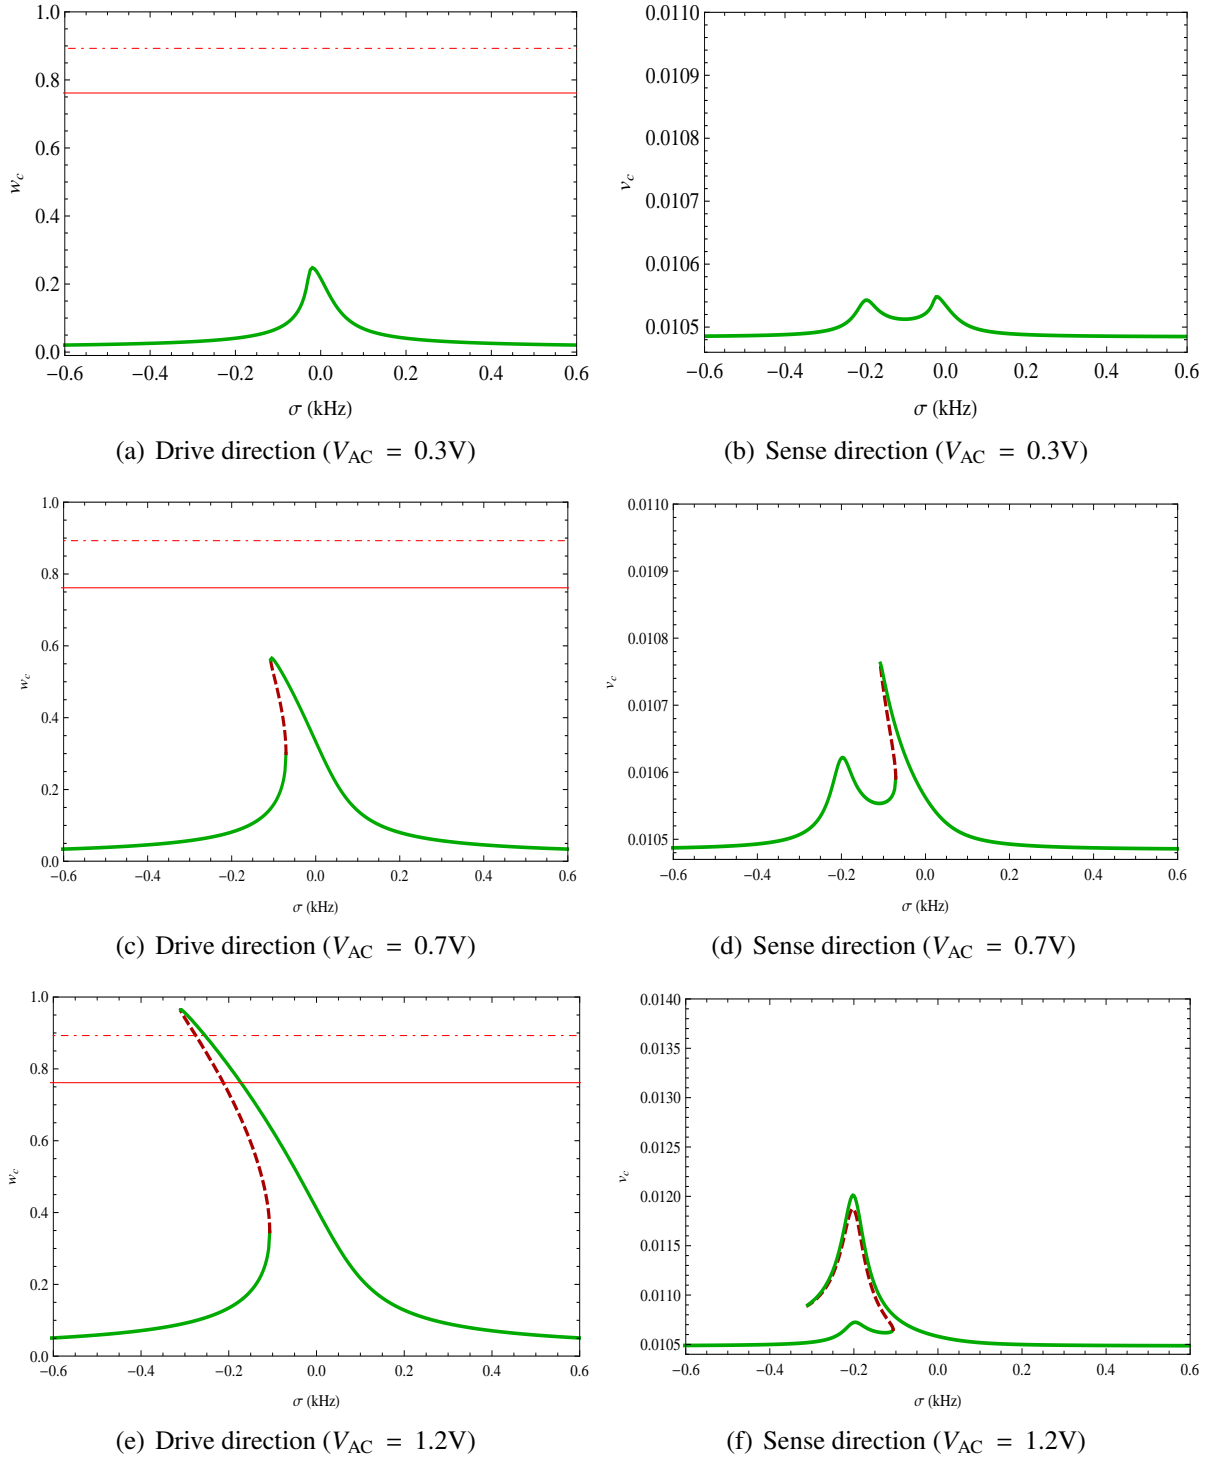 1.0
0.8
0.6
0.4
0.2
0.0
w_c
−0.6 −0.4 −0.2 0.0 0.2 0.4 0.6
σ (kHz)
(a) Drive direction (V_AC = 0.3V)
0.0110
0.0109
0.0108
0.0107
0.0106
0.0105
v_c
−0.6 −0.4 −0.2 0.0 0.2 0.4 0.6
σ (kHz)
(b) Sense direction (V_AC = 0.3V)
1.0
0.8
0.6
0.4
0.2
0.0
w_c
−0.6 −0.4 −0.2 0.0 0.2 0.4 0.6
σ (kHz)
(c) Drive direction (V_AC = 0.7V)
0.0110
0.0109
0.0108
0.0107
0.0106
0.0105
v_c
−0.6 −0.4 −0.2 0.0 0.2 0.4 0.6
σ (kHz)
(d) Sense direction (V_AC = 0.7V)
1.0
0.8
0.6
0.4
0.2
0.0
w_c
−0.6 −0.4 −0.2 0.0 0.2 0.4 0.6
σ (kHz)
(e) Drive direction (V_AC = 1.2V)
0.0140
0.0135
0.0130
0.0125
0.0120
0.0115
0.0110
0.0105
v_c
−0.6 −0.4 −0.2 0.0 0.2 0.4 0.6
σ (kHz)
(f) Sense direction (V_AC = 1.2V)